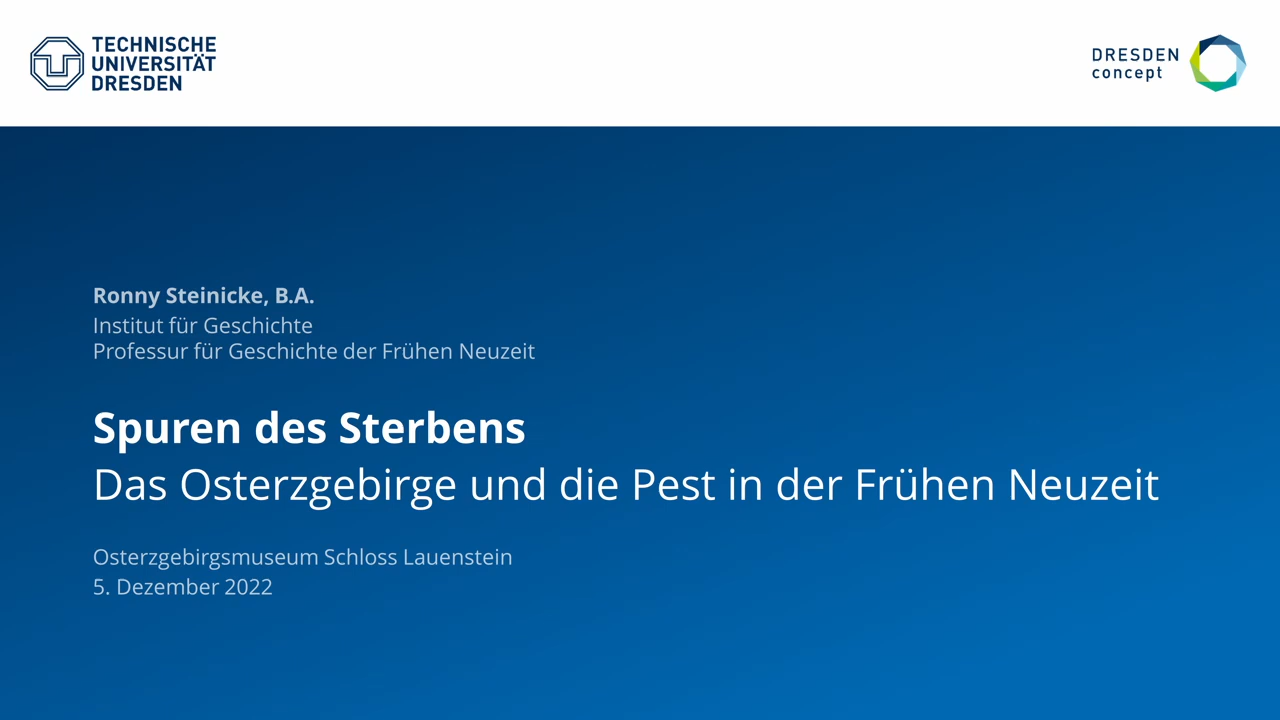 TECHNISCHE
UNIVERSITÄT
DRESDEN
DRESDEN
concept
Ronny Steinicke, B.A.
Institut für Geschichte
Professur für Geschichte der Frühen Neuzeit
Spuren des Sterbens
Das Osterzgebirge und die Pest in der Frühen Neuzeit
Osterzgebirgsmuseum Schloss Lauenstein
5. Dezember 2022